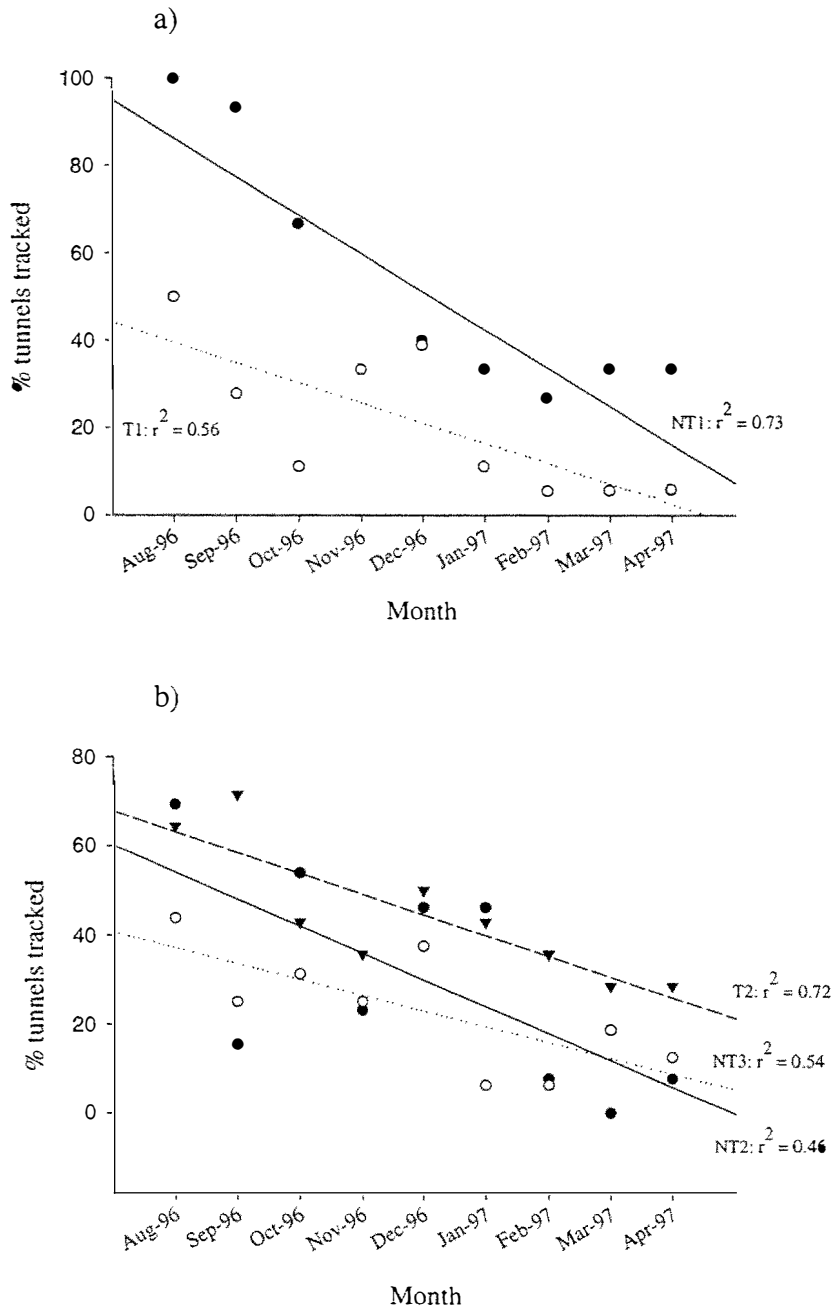 a)
100
80
60
40
20
0
% tunnels tracked
T1: r² = 0.56
NT1: r² = 0.73
Aug-96
Sep-96
Oct-96
Nov-96
Dec-96
Jan-97
Feb-97
Mar-97
Apr-97
Month
b)
80
60
40
20
0
% tunnels tracked
T2: r² = 0.72
NT3: r² = 0.54
NT2: r² = 0.46
Aug-96
Sep-96
Oct-96
Nov-96
Dec-96
Jan-97
Feb-97
Mar-97
Apr-97
Month